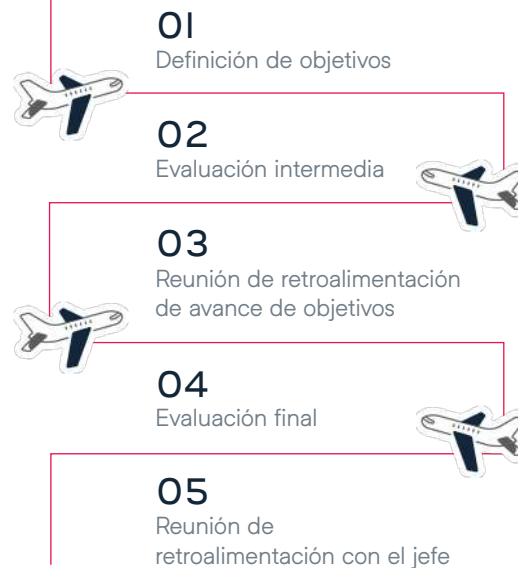 01
Definición de objetivos
02
Evaluación intermedia
03
Reunión de retroalimentación
de avance de objetivos
04
Evaluación final
05
Reunión de
retroalimentación con el jefe